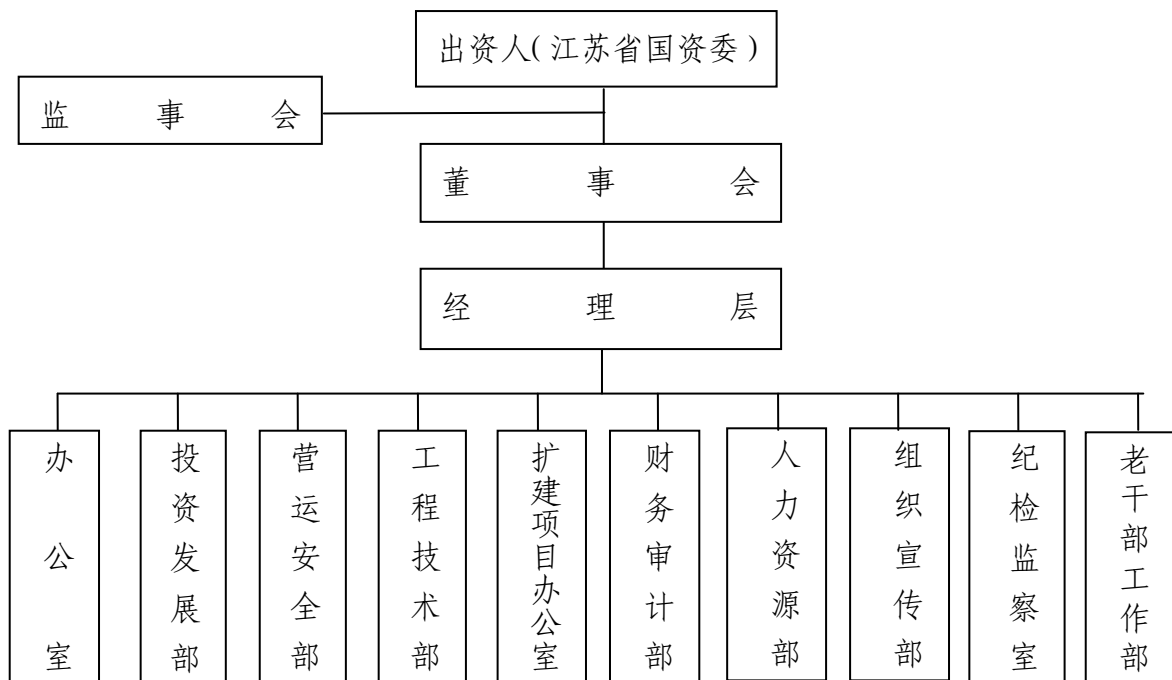 出资人(江苏省国资委)
监事会
董事会
经理层
办公室
投资发展部
营运安全部
工程技术部
扩建项目办公室
财务审计部
人力资源部
组织宣传部
纪检监察室
老干部工作部